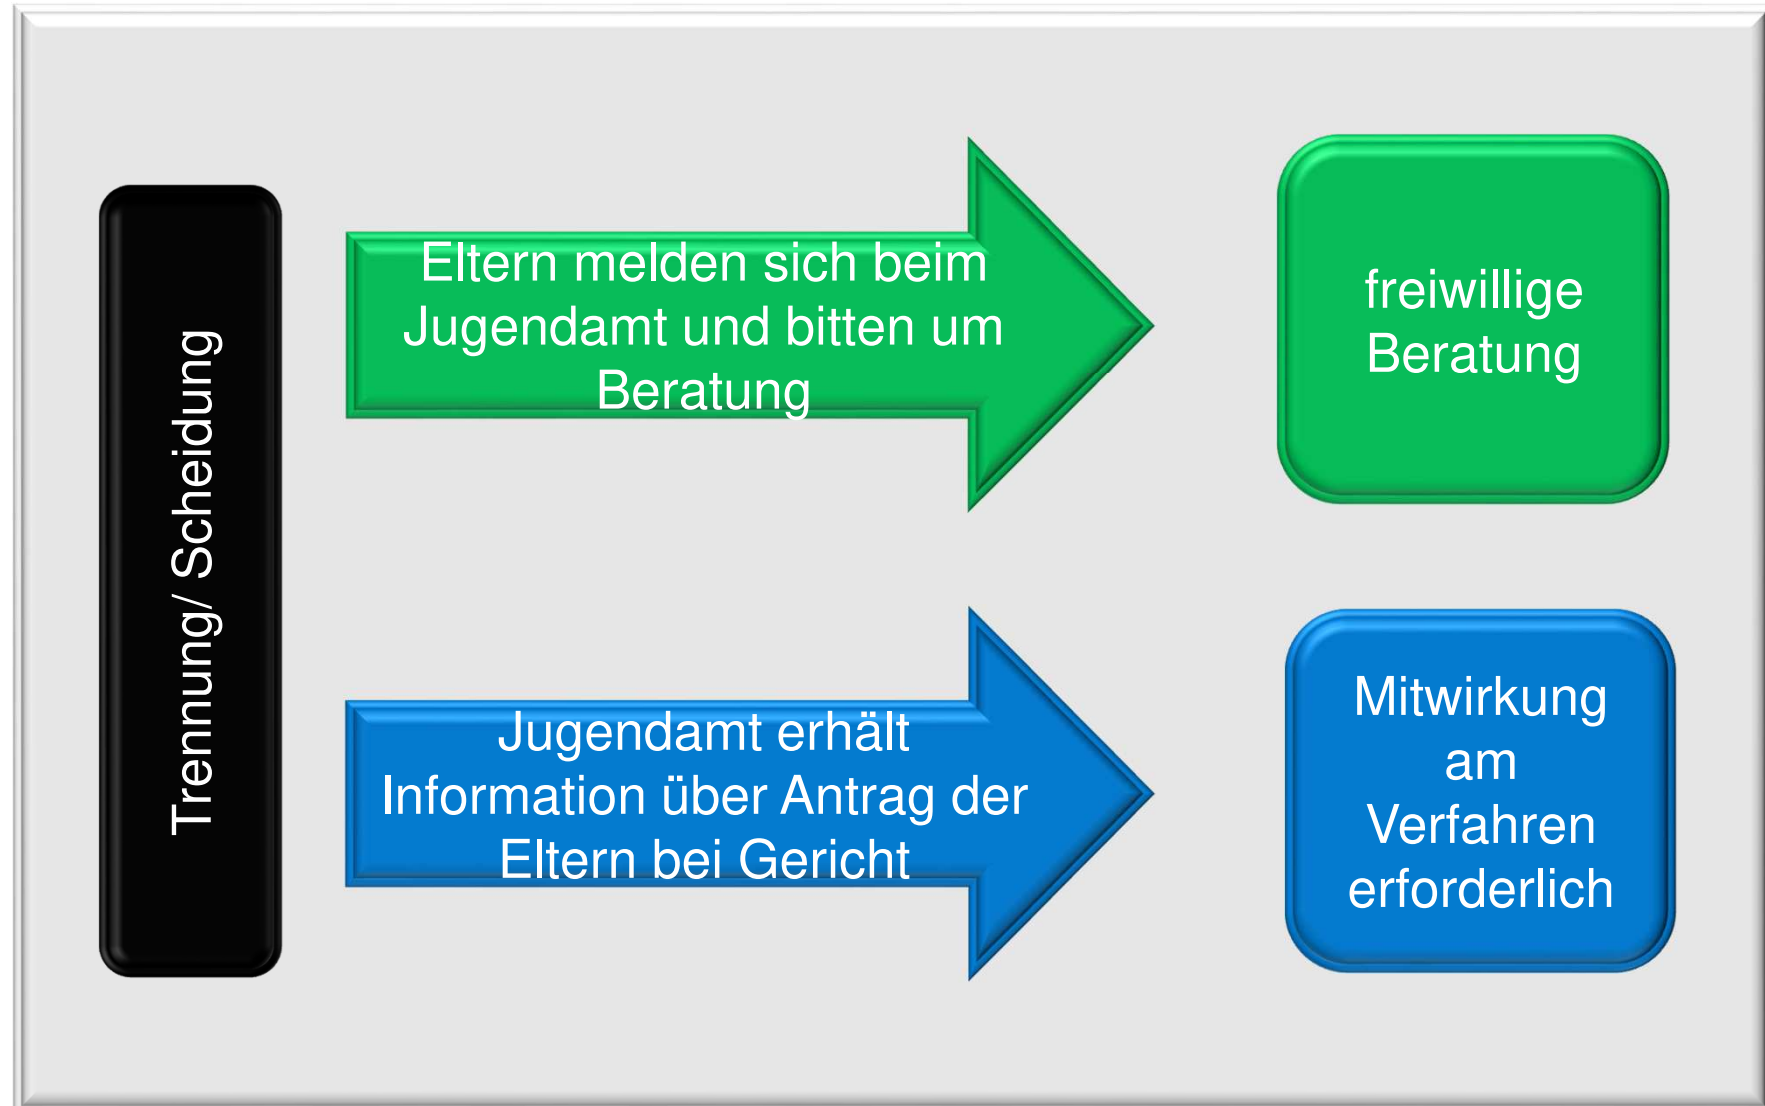 Trennung/ Scheidung
Eltern melden sich beim
Jugendamt und bitten um
Beratung
freiwillige
Beratung
Jugendamt erhält
Information über Antrag der
Eltern bei Gericht
Mitwirkung
am
Verfahren
erforderlich